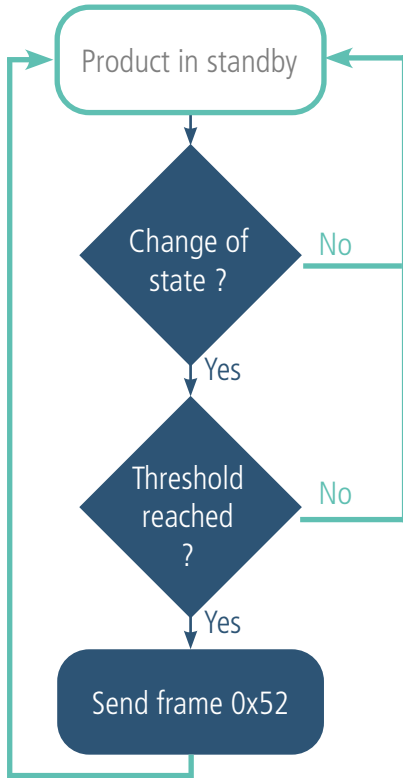 Product in standby
Change of
state ?
No
Yes
Threshold
reached
?
No
Yes
Send frame 0x52